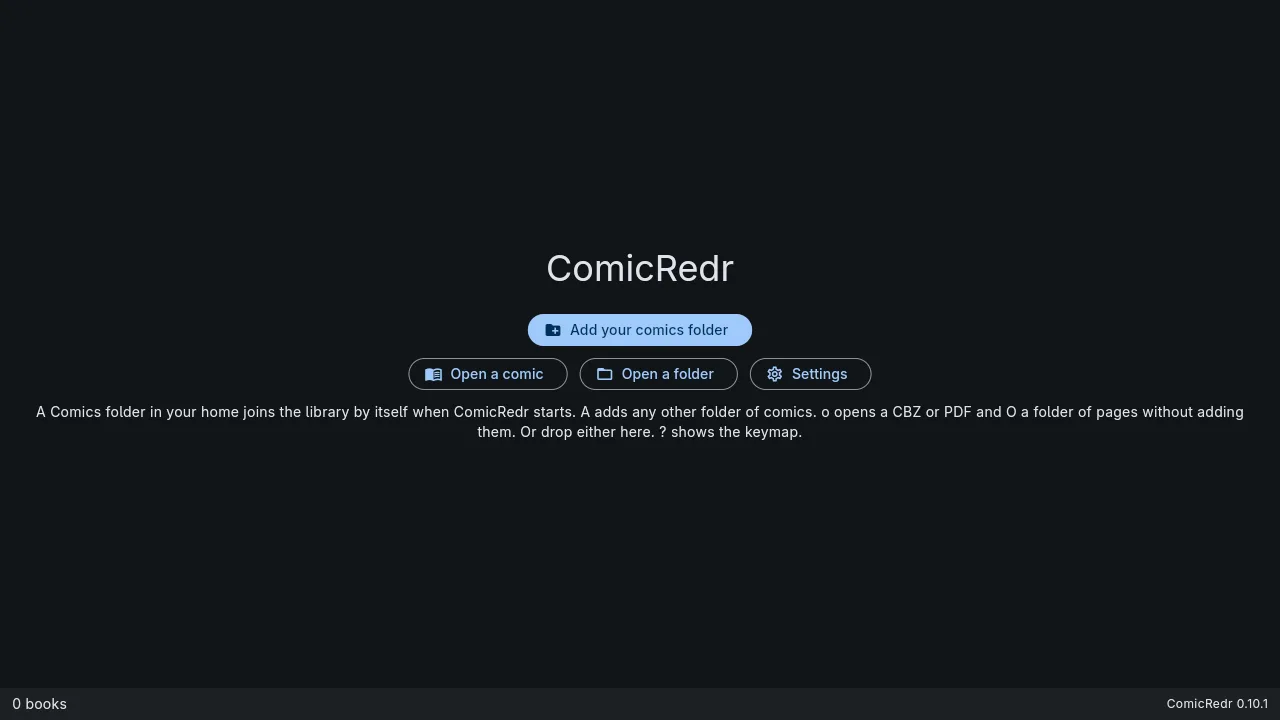 ComicRedr
Add your comics folder
Open a comic
Open a folder
Settings
A Comics folder in your home joins the library by itself when ComicRedr starts. A adds any other folder of comics. o opens a CBZ or PDF and O a folder of pages without adding
them. Or drop either here. ? shows the keymap.
0 books
ComicRedr 0.10.1